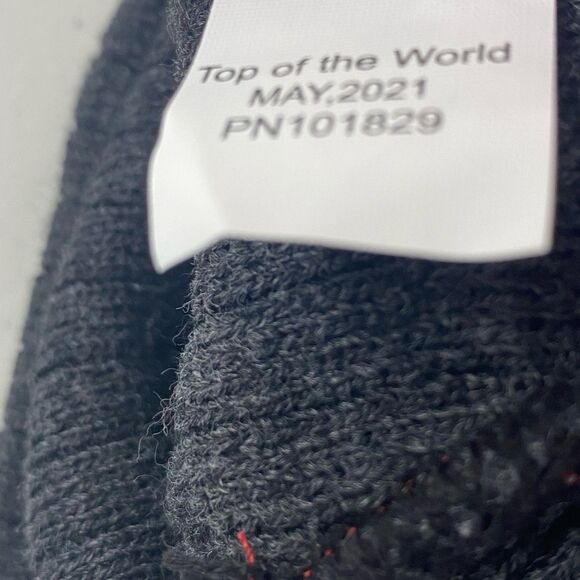 Top of the World
MAY,2021
PN101829